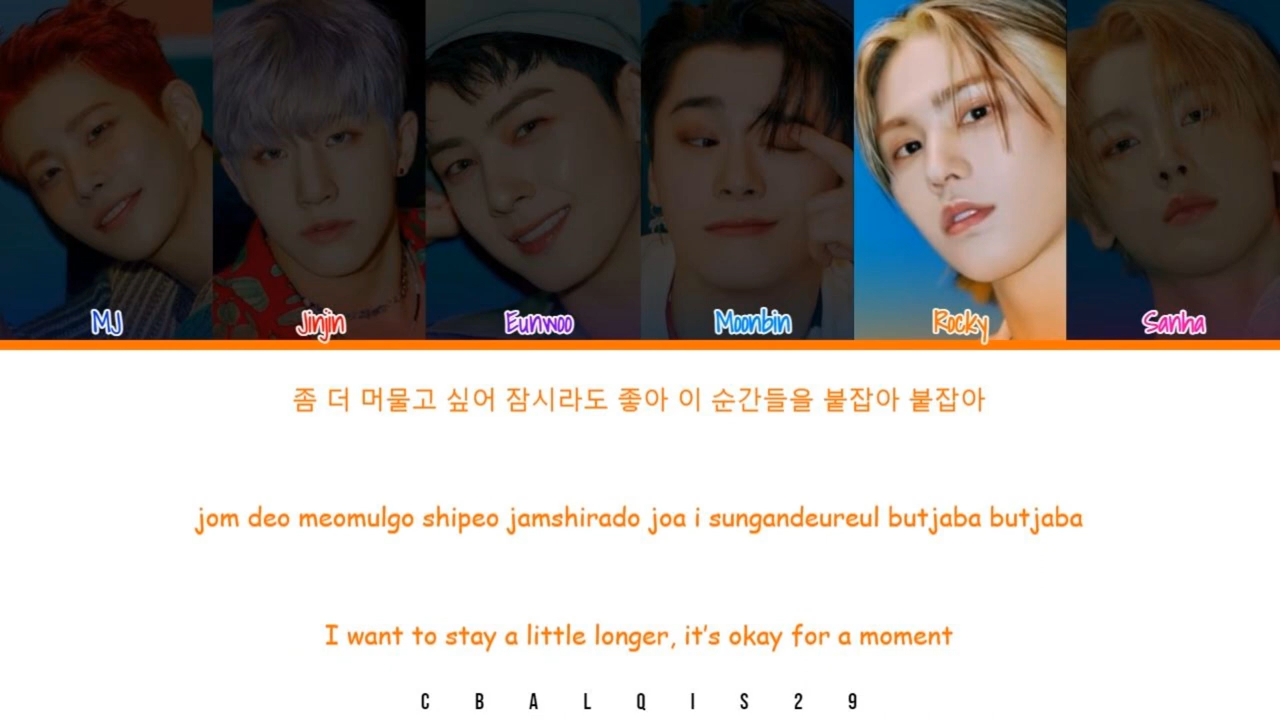 MJ Jinjin Eunwoo Moonbin Rocky Sanha
좀 더 머물고 싶어 잠시라도 좋아 이 순간들을 붙잡아 붙잡아
jom deo meomulgo shipeo jamshirado joa i sungandeureul butjaba butjaba
I want to stay a little longer, it's okay for a moment
CBALQIS29